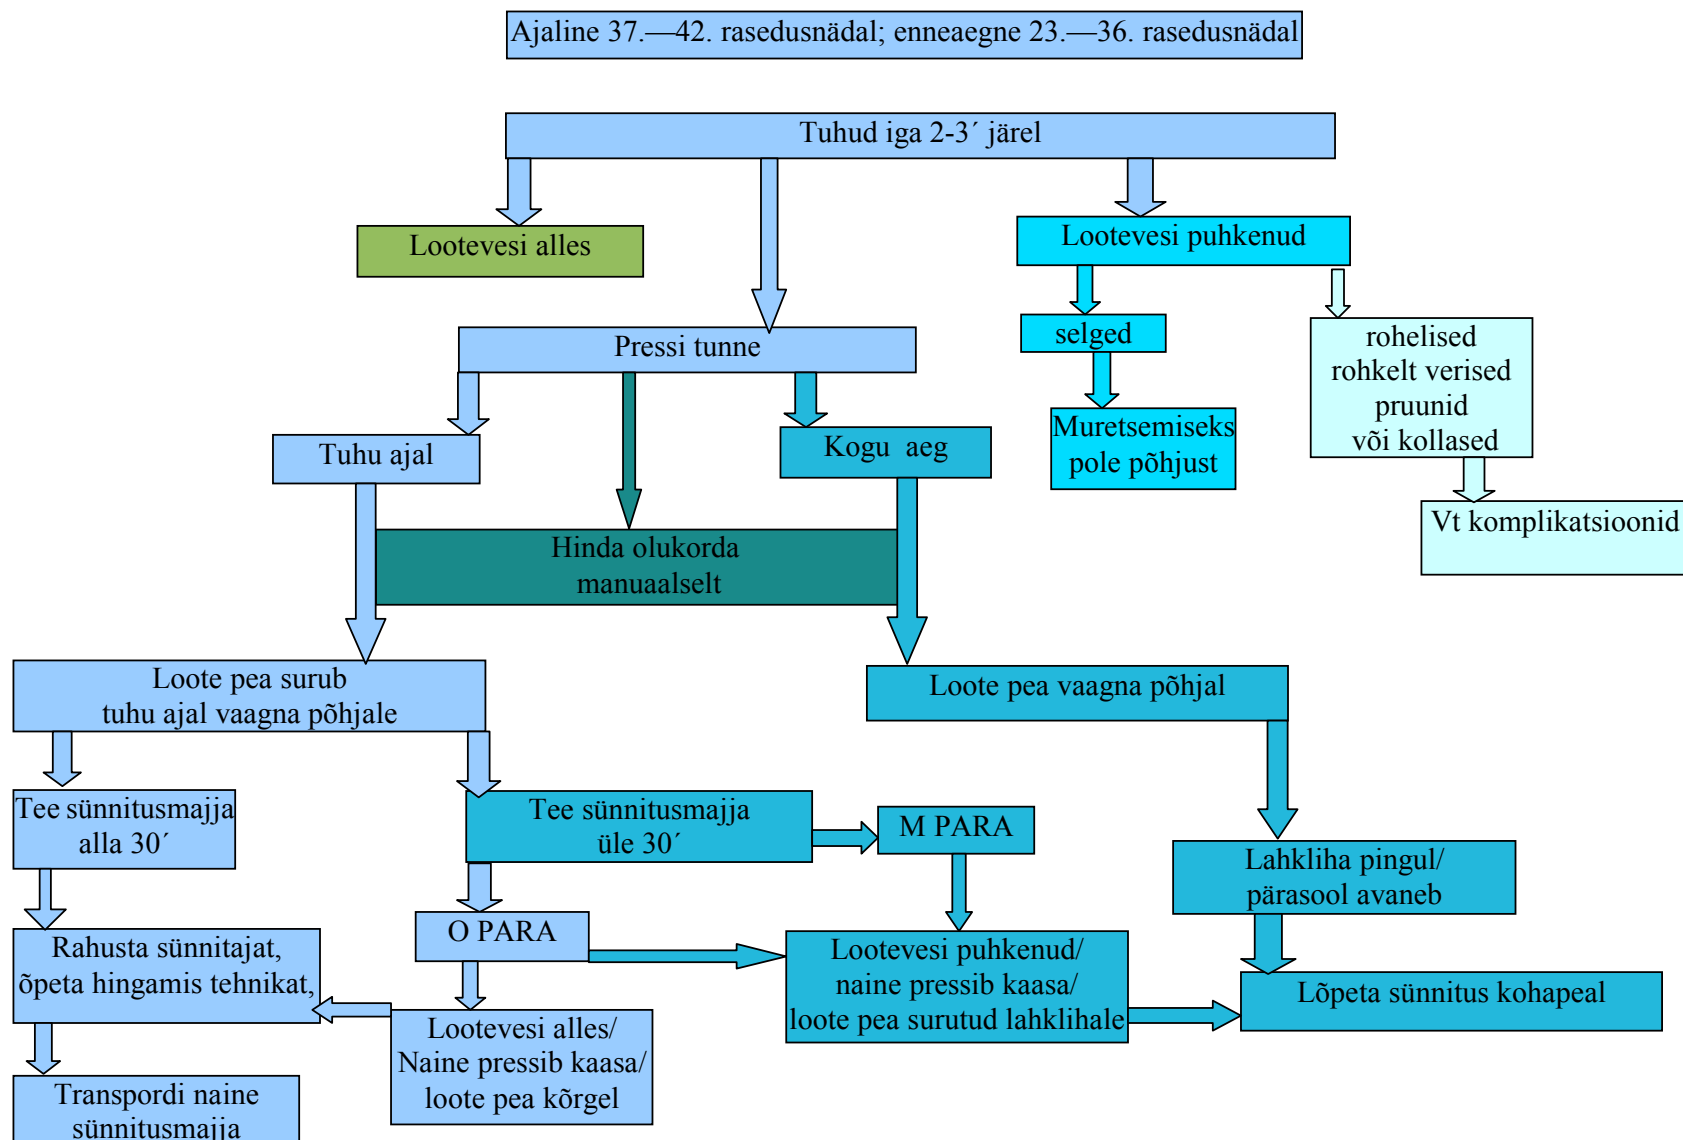 Ajaline 37.—42. rasedusnädal; enneaegne 23.—36. rasedusnädal
Tuhud iga 2-3´ järel
Lootevesi alles
Lootevesi puhkenud
Pressi tunne
selged
rohelised
rohkelt verised
pruunid
või kollased
Tuhu ajal
Kogu aeg
Muretsemiseks
pole põhjust
Vt komplikatsioonid
Hinda olukorda
manuaalselt
Loote pea surub
tuhu ajal vaagna põhjale
Loote pea vaagna põhjal
Tee sünnitusmajja
alla 30´
Tee sünnitusmajja
üle 30´
M PARA
Lahkliha pingul/
pärasool avaneb
O PARA
Rahusta sünnitajat,
õpeta hingamis tehnikat,
Lootevesi puhkenud/
naine pressib kaasa/
loote pea surutud lahklihale
Lõpeta sünnitus kohapeal
Lootevesi alles/
Naine pressib kaasa/
loote pea kõrgel
Transpordi naine
sünnitusmajja